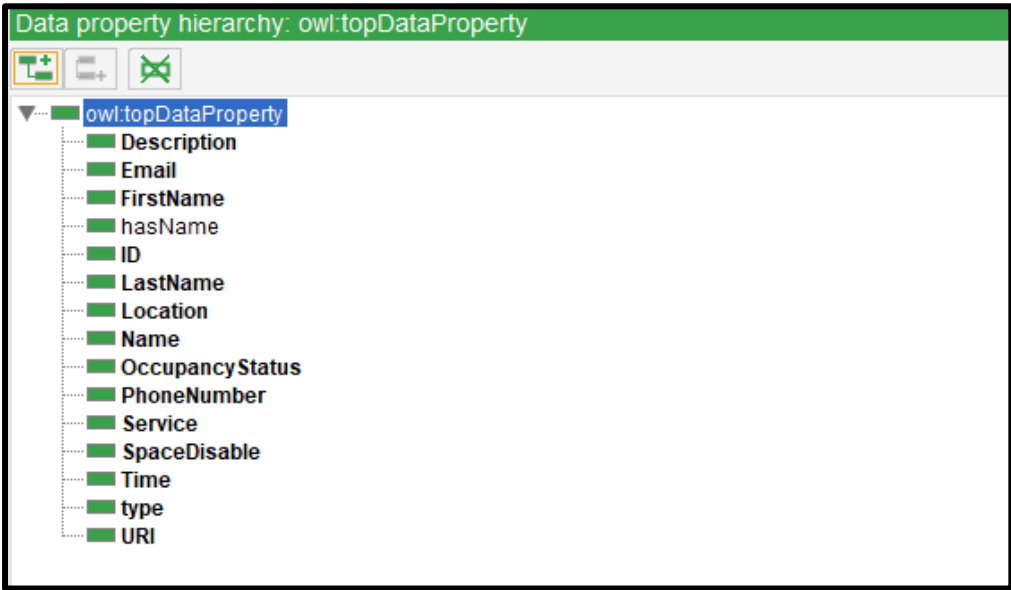 Data property hierarchy: owl:topDataProperty
owl:topDataProperty
Description
Email
FirstName
hasName
ID
LastName
Location
Name
OccupancyStatus
PhoneNumber
Service
SpaceDisable
Time
type
URI